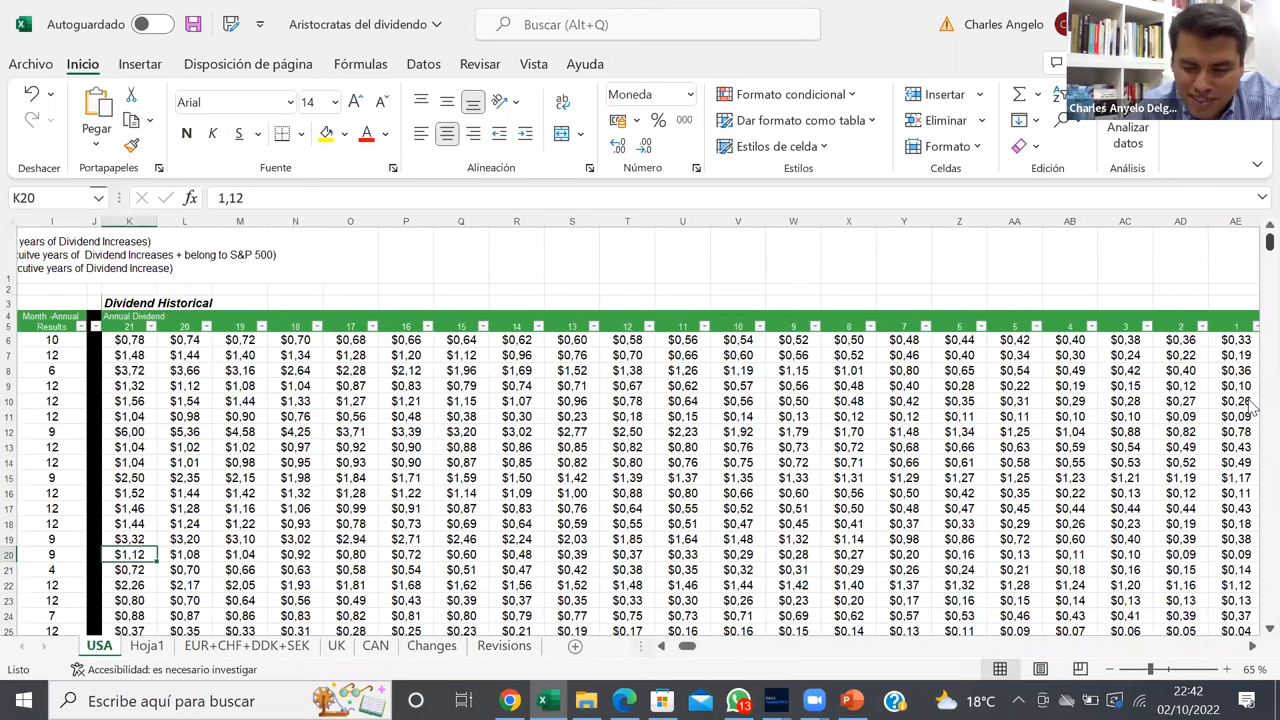 Autoguardado Aristocratas del dividendo Buscar (Alt+Q) Charles Angelo
Archivo Inicio Insertar Disposición de página Fórmulas Datos Revisar Vista Ayuda
Charles Anyelo Delg...
Pegar Arial 14 Moneda Formato condicional Insertar
N K S % 000 Dar formato como tabla Eliminar
Estilos de celda Formato Analizar datos
Deshacer Portapapeles Fuente Alineación Número Estilos Celdas Edición Análisis
K20 fx 1,12
I J K L M N O P Q R S T U V W X Y Z AA AB AC AD AE
years of Dividend Increases)
cuitve years of Dividend Increases + belong to S&P 500)
1 cutive years of Dividend Increase)
2
3 Dividend Historical
4 Month -Annual Annual Dividend
5 Results 21 20 19 18 17 16 15 14 13 12 11 10 9 8 7 6 5 4 3 2 1
6 10 $0,78 $0,74 $0,72 $0,70 $0,68 $0,66 $0,64 $0,62 $0,60 $0,58 $0,56 $0,54 $0,52 $0,50 $0,48 $0,44 $0,42 $0,40 $0,38 $0,36 $0,33
7 12 $1,48 $1,44 $1,40 $1,34 $1,28 $1,20 $1,12 $0,96 $0,76 $0,70 $0,66 $0,60 $0,56 $0,52 $0,46 $0,40 $0,34 $0,30 $0,24 $0,22 $0,19
8 6 $3,72 $3,66 $3,16 $2,64 $2,28 $2,12 $1,96 $1,69 $1,52 $1,38 $1,26 $1,19 $1,15 $1,01 $0,80 $0,65 $0,54 $0,49 $0,42 $0,40 $0,36
9 12 $1,32 $1,12 $1,08 $1,04 $0,87 $0,83 $0,79 $0,74 $0,71 $0,67 $0,62 $0,57 $0,56 $0,48 $0,40 $0,28 $0,22 $0,19 $0,15 $0,12 $0,10
10 12 $1,56 $1,54 $1,44 $1,33 $1,27 $1,16 $1,07 $0,96 $0,78 $0,64 $0,56 $0,50 $0,48 $0,42 $0,35 $0,31 $0,29 $0,28 $0,27 $0,26
11 12 $1,04 $0,98 $0,90 $0,76 $0,56 $0,48 $0,38 $0,30 $0,23 $0,18 $0,15 $0,14 $0,13 $0,12 $0,12 $0,11 $0,11 $0,10 $0,10 $0,09 $0,09
12 9 $6,00 $5,36 $4,58 $4,25 $3,71 $3,39 $3,20 $3,02 $2,77 $2,50 $2,23 $1,92 $1,79 $1,70 $1,48 $1,34 $1,25 $1,04 $0,88 $0,82 $0,78
13 12 $1,04 $1,02 $0,97 $0,92 $0,90 $0,88 $0,86 $0,85 $0,82 $0,80 $0,76 $0,73 $0,72 $0,68 $0,66 $0,63 $0,59 $0,54 $0,47 $0,43
14 12 $1,04 $1,01 $0,98 $0,95 $0,92 $0,90 $0,87 $0,85 $0,82 $0,80 $0,76 $0,75 $0,72 $0,71 $0,66 $0,61 $0,58 $0,55 $0,53 $0,52 $0,49
15 9 $2,50 $2,35 $2,15 $1,98 $1,84 $1,71 $1,59 $1,50 $1,42 $1,39 $1,37 $1,35 $1,33 $1,31 $1,29 $1,27 $1,25 $1,23 $1,21 $1,19 $1,17
16 12 $1,52 $1,44 $1,42 $1,32 $1,28 $1,22 $1,14 $1,09 $1,00 $0,88 $0,80 $0,66 $0,60 $0,56 $0,50 $0,42 $0,35 $0,22 $0,13 $0,12 $0,11
17 12 $1,46 $1,28 $1,16 $1,06 $0,99 $0,91 $0,87 $0,83 $0,76
18 12 $1,44 $1,24 $1,22 $0,93 $0,78 $0,73 $0,69 $0,64 $0,59 $0,55 $0,51 $0,47 $0,45 $0,44 $0,37 $0,33 $0,29 $0,26 $0,23 $0,19 $0,18
19 9 $3,32 $3,20 $3,10 $3,02 $2,94 $2,71 $2,46 $2,24 $2,03 $1,85 $1,64 $1,48 $1,32 $1,14 $0,98 $0,86 $0,72 $0,60 $0,49 $0,39 $0,38
20 9 $1,12 $1,08 $1,04 $0,92 $0,80 $0,72 $0,60 $0,48 $0,39 $0,37 $0,33 $0,31 $0,29 $0,27 $0,20 $0,16 $0,13 $0,11 $0,10 $0,09 $0,09
21 4 $0,72 $0,70 $0,66 $0,63 $0,58 $0,54 $0,51 $0,47 $0,42 $0,38 $0,35 $0,32 $0,31 $0,29 $0,25 $0,24 $0,21 $0,18 $0,16 $0,15 $0,14
22 12 $2,26 $2,17 $2,05 $1,93 $1,81 $1,68 $1,62 $1,56 $1,52 $1,48 $1,46 $1,44 $1,42 $1,40 $1,37 $1,32 $1,28 $1,24 $1,20 $1,16 $1,12
23 12 $0,80 $0,70 $0,64 $0,56 $0,49 $0,43 $0,37 $0,35 $0,33 $0,30 $0,26 $0,23 $0,20 $0,17 $0,16 $0,15 $0,14 $0,13 $0,13
24 7 $0,88 $0,87 $0,86 $0,83 $0,82 $0,80 $0,79 $0,77 $0,75 $0,73 $0,71 $0,69 $0,60 $0,57 $0,53 $0,46 $0,43 $0,41 $0,39 $0,37
25 12 $0,37 $0,35 $0,33 $0,28 $0,25 $0,23 $0,21 $0,19 $0,17 $0,16 $0,15 $0,15 $0,14 $0,13 $0,12 $0,10 $0,09 $0,07 $0,06 $0,05 $0,04
USA Hoja1 EUR+CHF+DDK+SEK UK CAN Changes Revisions
Listo Accesibilidad: es necesario investigar 65 %
Escribe aquí para buscar 13 18°C 22:42
02/10/2022